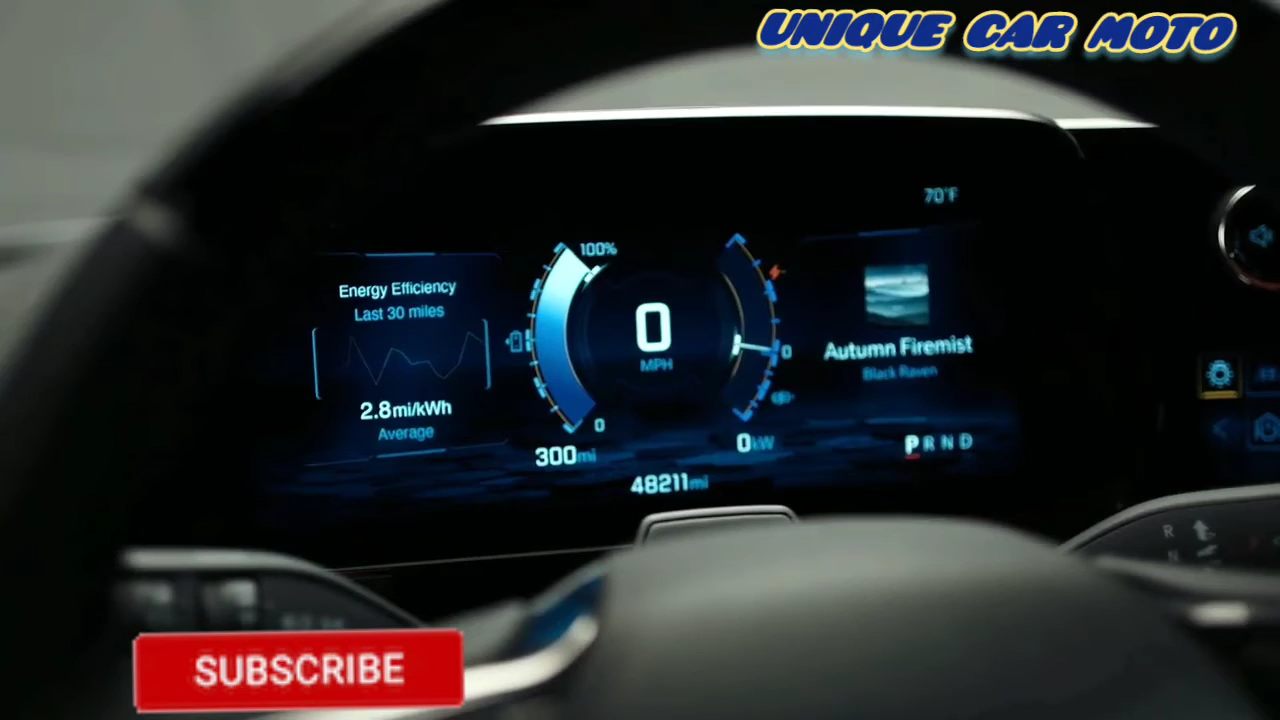 UNIQUE CAR MOTO
70°F
Energy Efficiency
Last 30 miles
2.8mi/kWh
Average
100%
0
300mi
0
MPH
48211mi
0
0kW
Autumn Firemist
Black Raven
P R N D
R
N
SUBSCRIBE